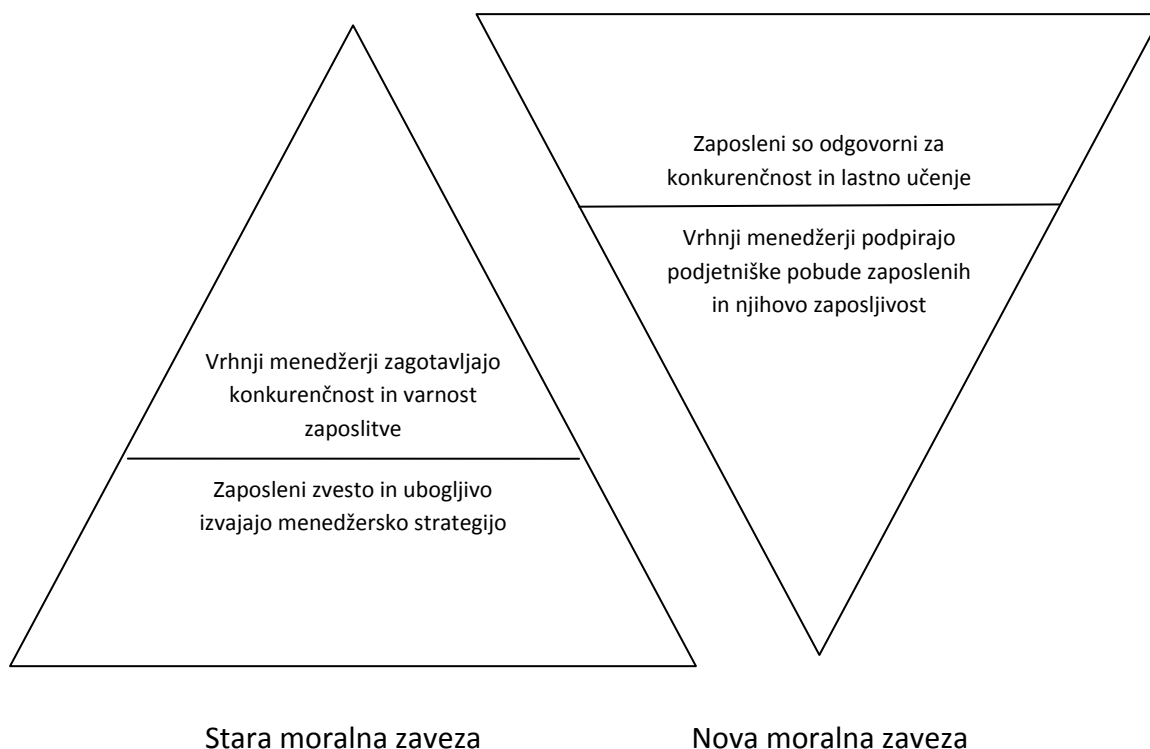 Zaposleni so odgovorni za
konkurenčnost in lastno učenje
Vrhnji menedžerji podpirajo
podjetniške pobude zaposlenih
in njihovo zaposljivost
Vrhnji menedžerji zagotavljajo
konkurenčnost in varnost
zaposlitve
Zaposleni zvesto in ubogljivo
izvajajo menedžersko strategijo
Stara moralna zaveza
Nova moralna zaveza